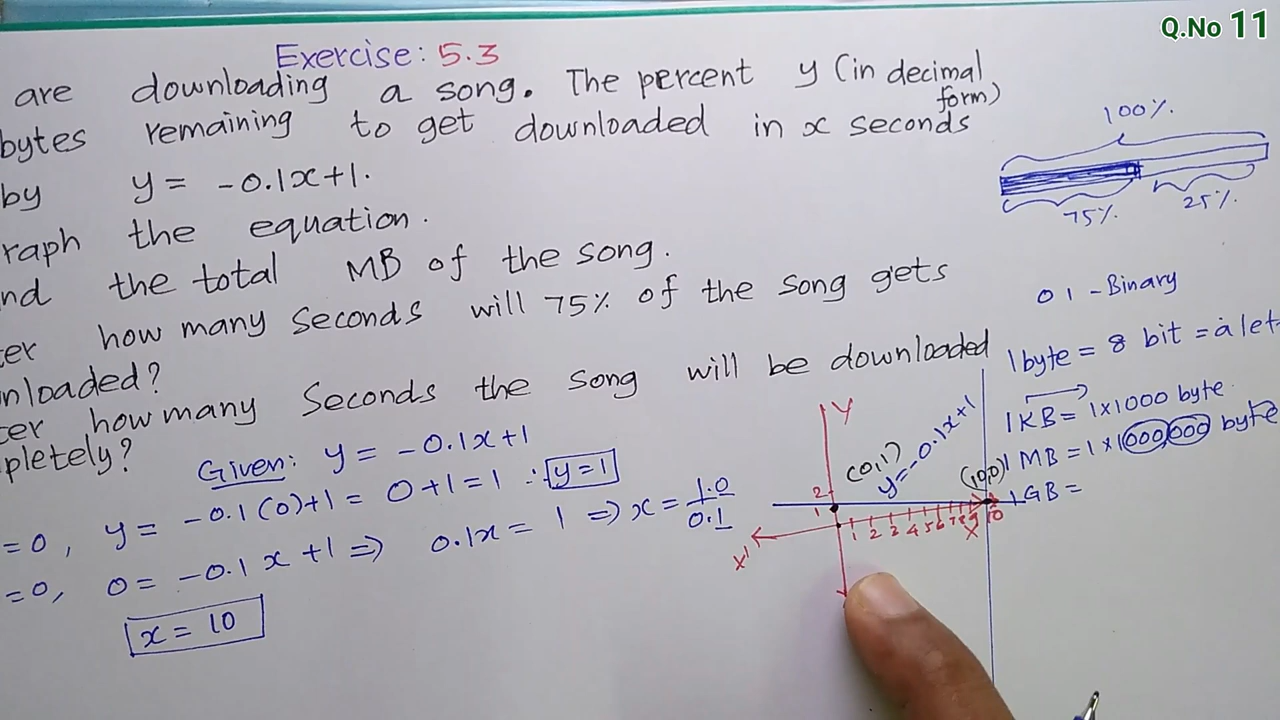 Q.No 11
Exercise: 5.3
are downloading a song. The percent y (in decimal form)
bytes remaining to get downloaded in x seconds
by y = -0.1x+1.
raph the equation.
nd the total MB of the song.
ter how many seconds will 75% of the song gets
nloaded?
ter how many Seconds the song will be downloaded
pletely?
Given: y = -0.1x+1
=0, y = -0.1(0)+1 = 0+1=1 ∴ y=1
=0, 0= -0.1x+1 => 0.1x = 1 => x = 1.0/0.1
x = 10
100%
75% 25%
0 1 - Binary
1 byte = 8 bit = a let
1 KB = 1x1000 byte
1 MB = 1x1000,000 byte
1 GB =
Y
(0,1)
y=-0.1x+1
(10,0)
2
1
1 2 3 4 5 6 7 8 9 10
X' X